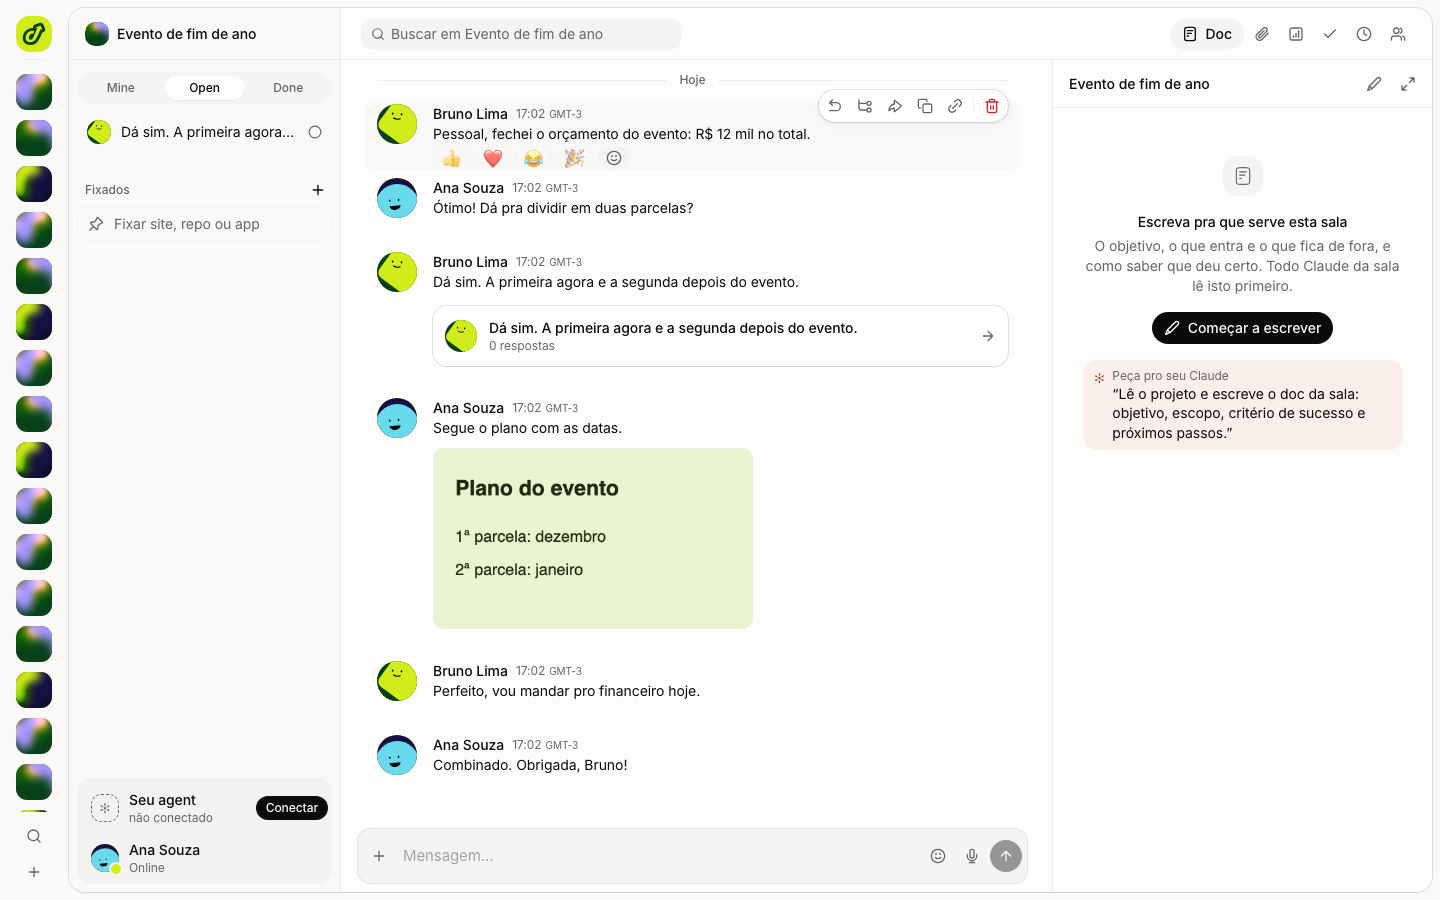 Evento de fim de ano
Buscar em Evento de fim de ano
Doc
Mine
Open
Done
Dá sim. A primeira agora...
Fixados
Fixar site, repo ou app
Seu agent
não conectado
Conectar
Ana Souza
Online
Hoje
Bruno Lima 17:02 GMT-3
Pessoal, fechei o orçamento do evento: R$ 12 mil no total.
👍 ❤️ 😂 🎉
Ana Souza 17:02 GMT-3
Ótimo! Dá pra dividir em duas parcelas?
Bruno Lima 17:02 GMT-3
Dá sim. A primeira agora e a segunda depois do evento.
Dá sim. A primeira agora e a segunda depois do evento.
0 respostas
Ana Souza 17:02 GMT-3
Segue o plano com as datas.
Plano do evento
1ª parcela: dezembro
2ª parcela: janeiro
Bruno Lima 17:02 GMT-3
Perfeito, vou mandar pro financeiro hoje.
Ana Souza 17:02 GMT-3
Combinado. Obrigada, Bruno!
Mensagem...
Evento de fim de ano
Escreva pra que serve esta sala
O objetivo, o que entra e o que fica de fora, e
como saber que deu certo. Todo Claude da sala
lê isto primeiro.
Começar a escrever
Peça pro seu Claude
“Lê o projeto e escreve o doc da sala:
objetivo, escopo, critério de sucesso e
próximos passos.”